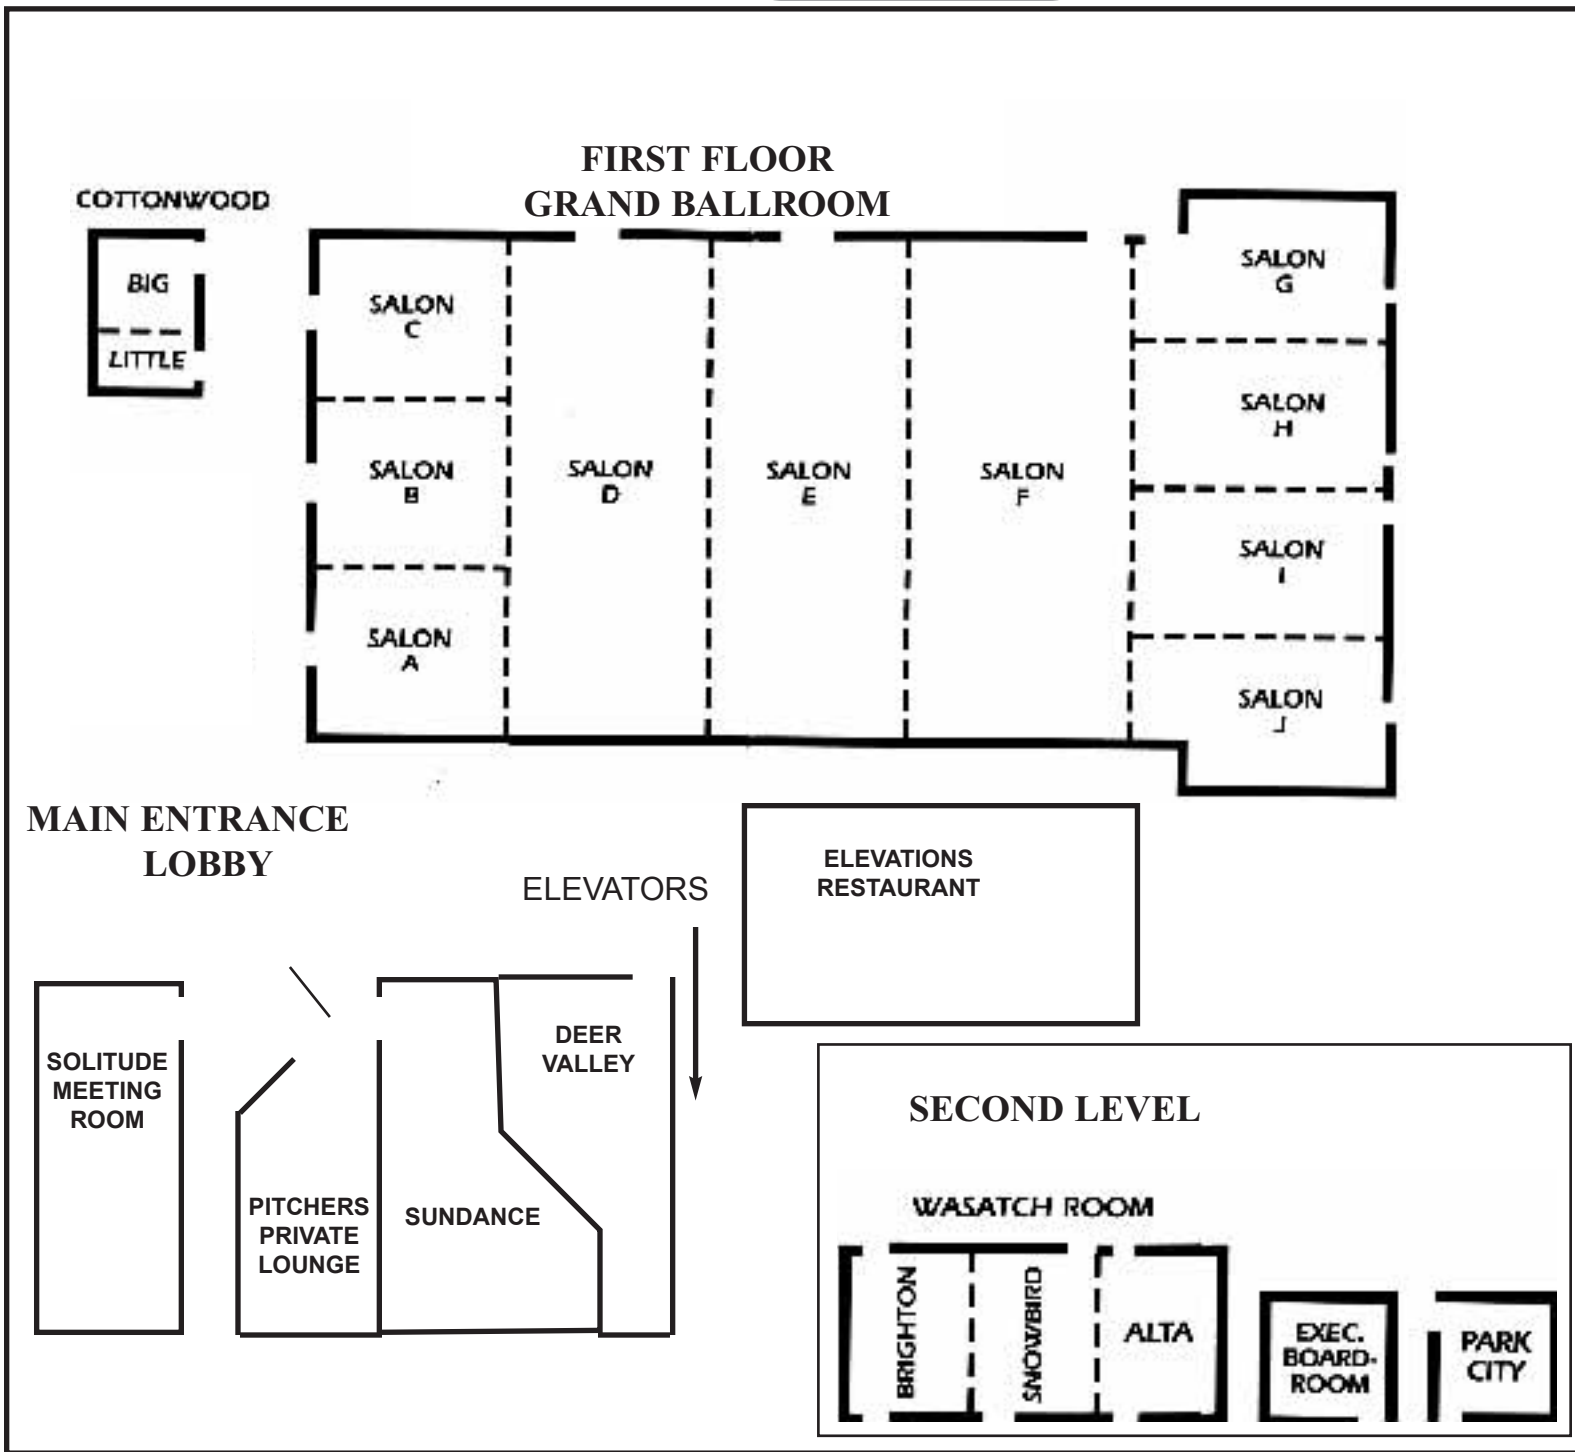 FIRST FLOOR
GRAND BALLROOM
COTTONWOOD
BIG
LITTLE
SALON
C
SALON
B
SALON
A
SALON
D
SALON
E
SALON
F
SALON
G
SALON
H
SALON
I
SALON
J
MAIN ENTRANCE
LOBBY
ELEVATORS
ELEVATIONS
RESTAURANT
SOLITUDE
MEETING
ROOM
PITCHERS
PRIVATE
LOUNGE
SUNDANCE
DEER
VALLEY
SECOND LEVEL
WASATCH ROOM
BRIGHTON
SNOWBIRD
ALTA
EXEC.
BOARD-
ROOM
PARK
CITY